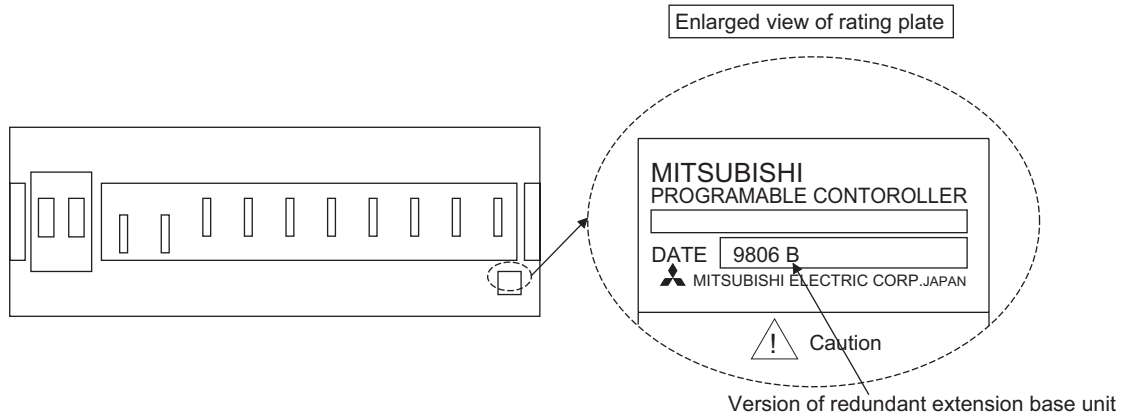 Enlarged view of rating plate
MITSUBISHI
PROGRAMABLE CONTOROLLER
DATE 9806 B
MITSUBISHI ELECTRIC CORP.JAPAN
! Caution
Version of redundant extension base unit